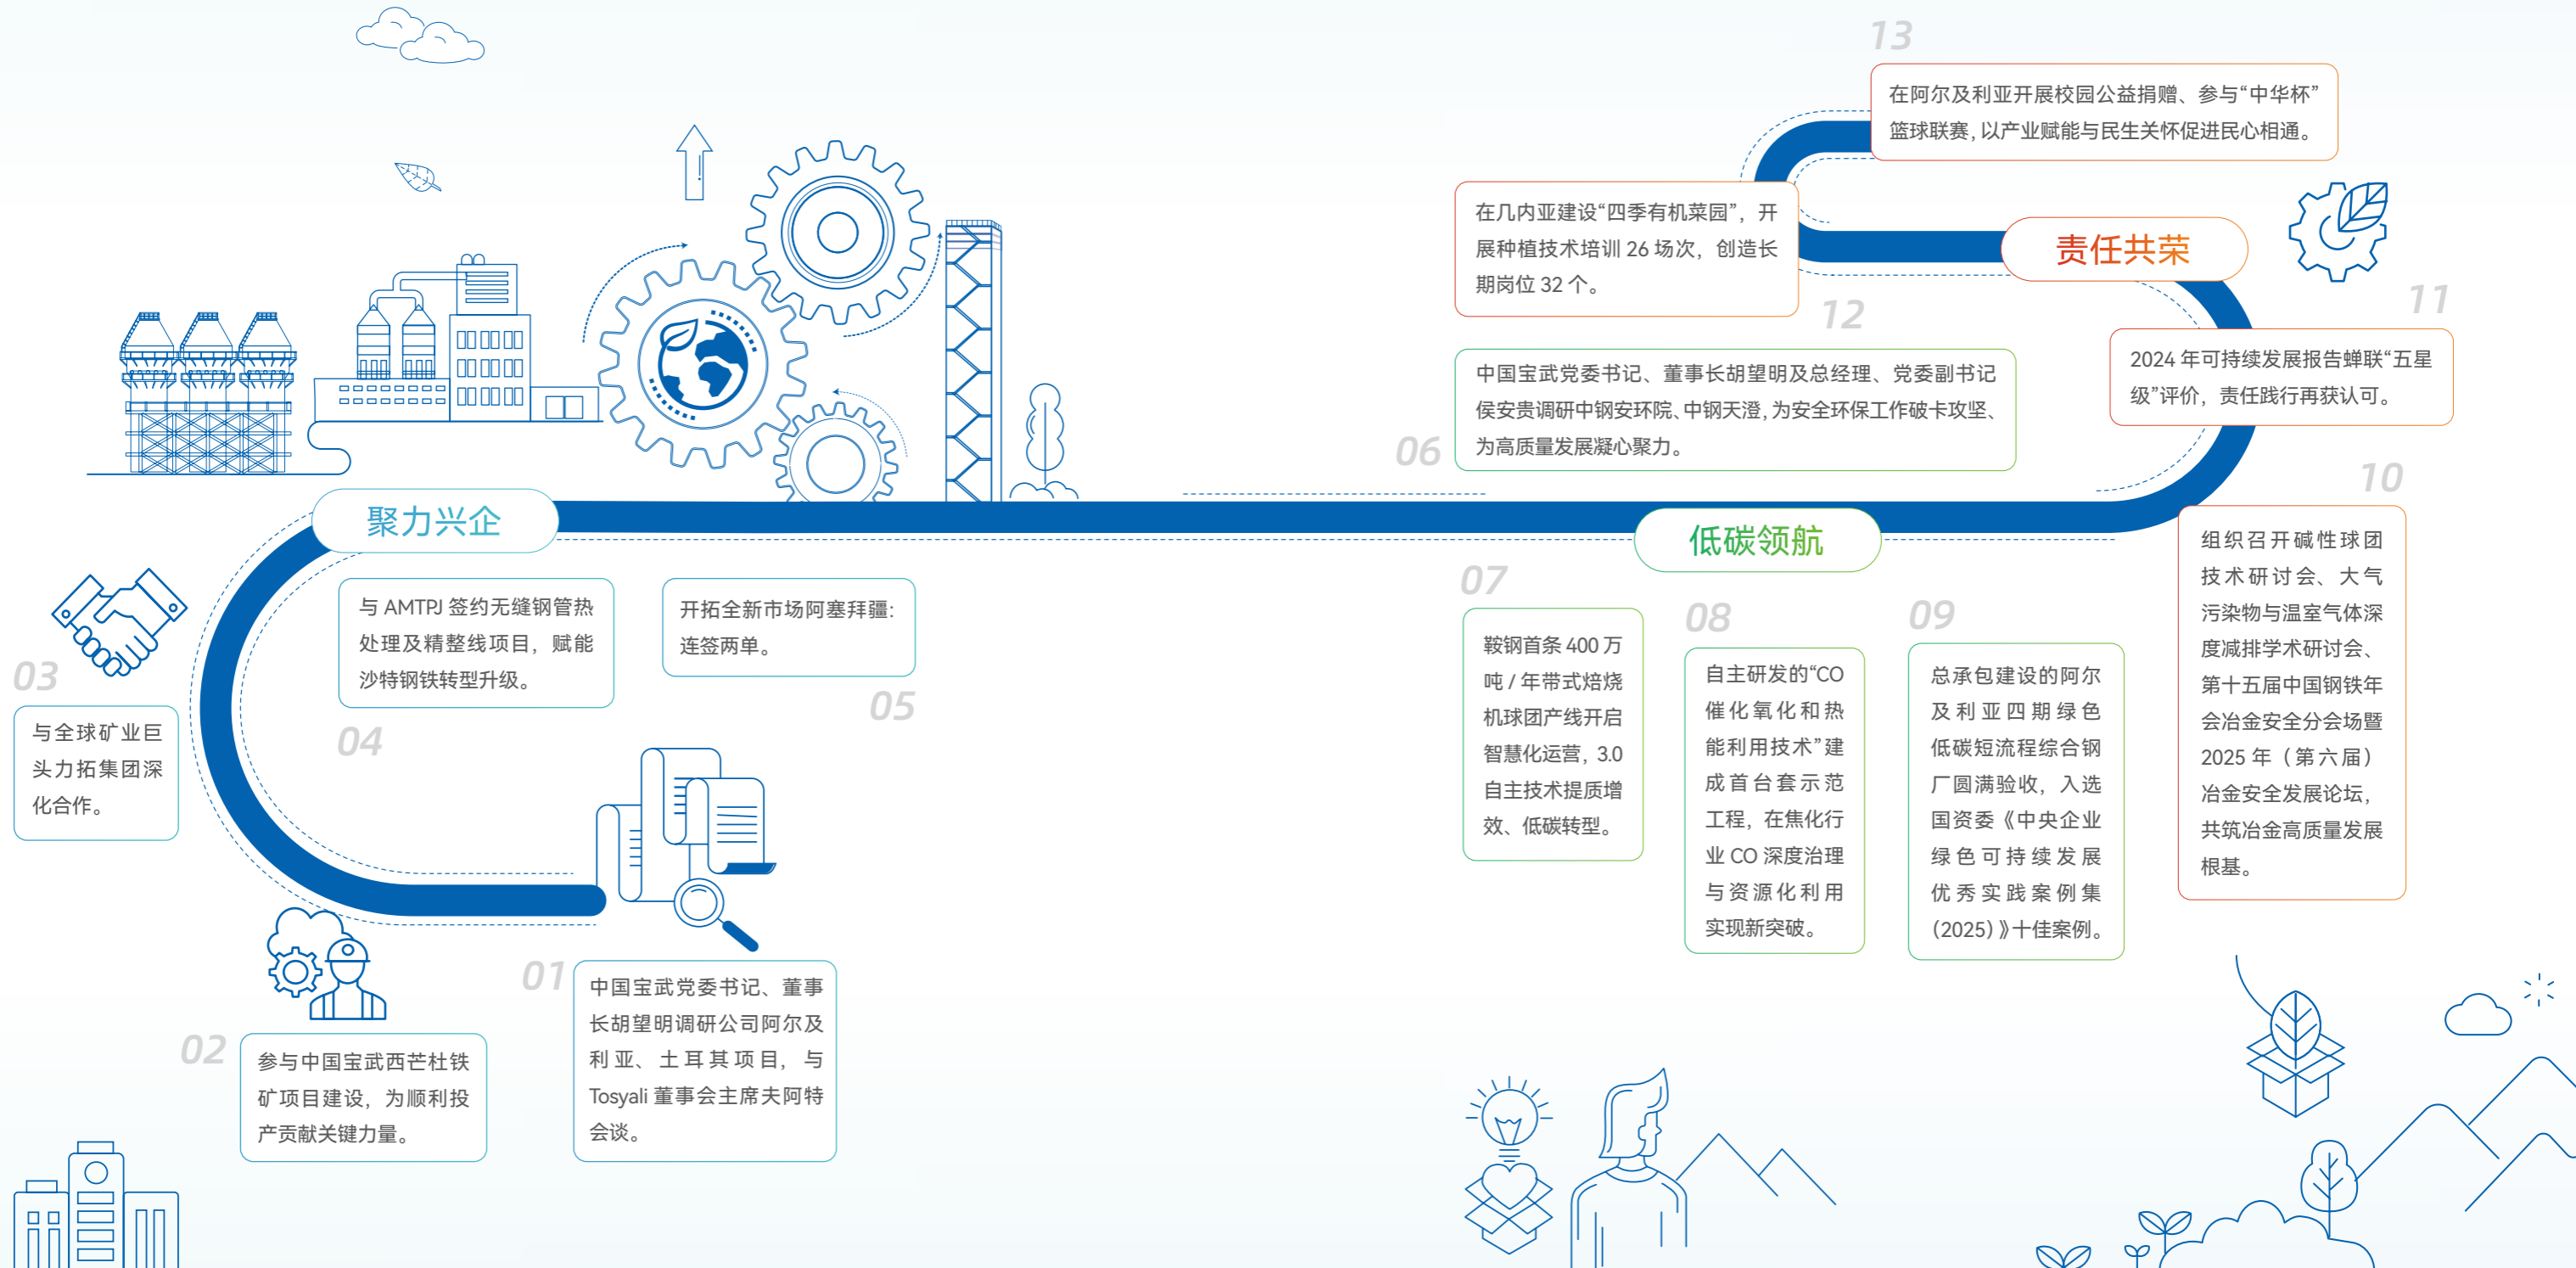 聚力兴企
01
中国宝武党委书记、董事
长胡望明调研公司阿尔及
利亚、土耳其项目，与
Tosyali 董事会主席夫阿特
会谈。
02
参与中国宝武西芒杜铁
矿项目建设，为顺利投
产贡献关键力量。
03
与全球矿业巨
头力拓集团深
化合作。
04
与 AMTPJ 签约无缝钢管热
处理及精整线项目，赋能
沙特钢铁转型升级。
05
开拓全新市场阿塞拜疆：
连签两单。
低碳领航
06
中国宝武党委书记、董事长胡望明及总经理、党委副书记
侯安贵调研中钢安环院、中钢天澄，为安全环保工作破卡攻坚、
为高质量发展凝心聚力。
07
鞍钢首条 400 万
吨 / 年带式焙烧
机球团产线开启
智慧化运营，3.0
自主技术提质增
效、低碳转型。
08
自主研发的“CO
催化氧化和热
能利用技术”建
成首台套示范
工程，在焦化行
业 CO 深度治理
与资源化利用
实现新突破。
09
总承包建设的阿尔
及利亚四期绿色
低碳短流程综合钢
厂圆满验收，入选
国资委《中央企业
绿色可持续发展
优秀实践案例集
（2025）》十佳案例。
责任共荣
10
组织召开碱性球团
技术研讨会、大气
污染物与温室气体深
度减排学术研讨会、
第十五届中国钢铁年
会冶金安全分会场暨
2025 年（第六届）
冶金安全发展论坛，
共筑冶金高质量发展
根基。
11
2024 年可持续发展报告蝉联“五星
级”评价，责任践行再获认可。
12
在几内亚建设“四季有机菜园”，开
展种植技术培训 26 场次，创造长
期岗位 32 个。
13
在阿尔及利亚开展校园公益捐赠、参与“中华杯”
篮球联赛，以产业赋能与民生关怀促进民心相通。